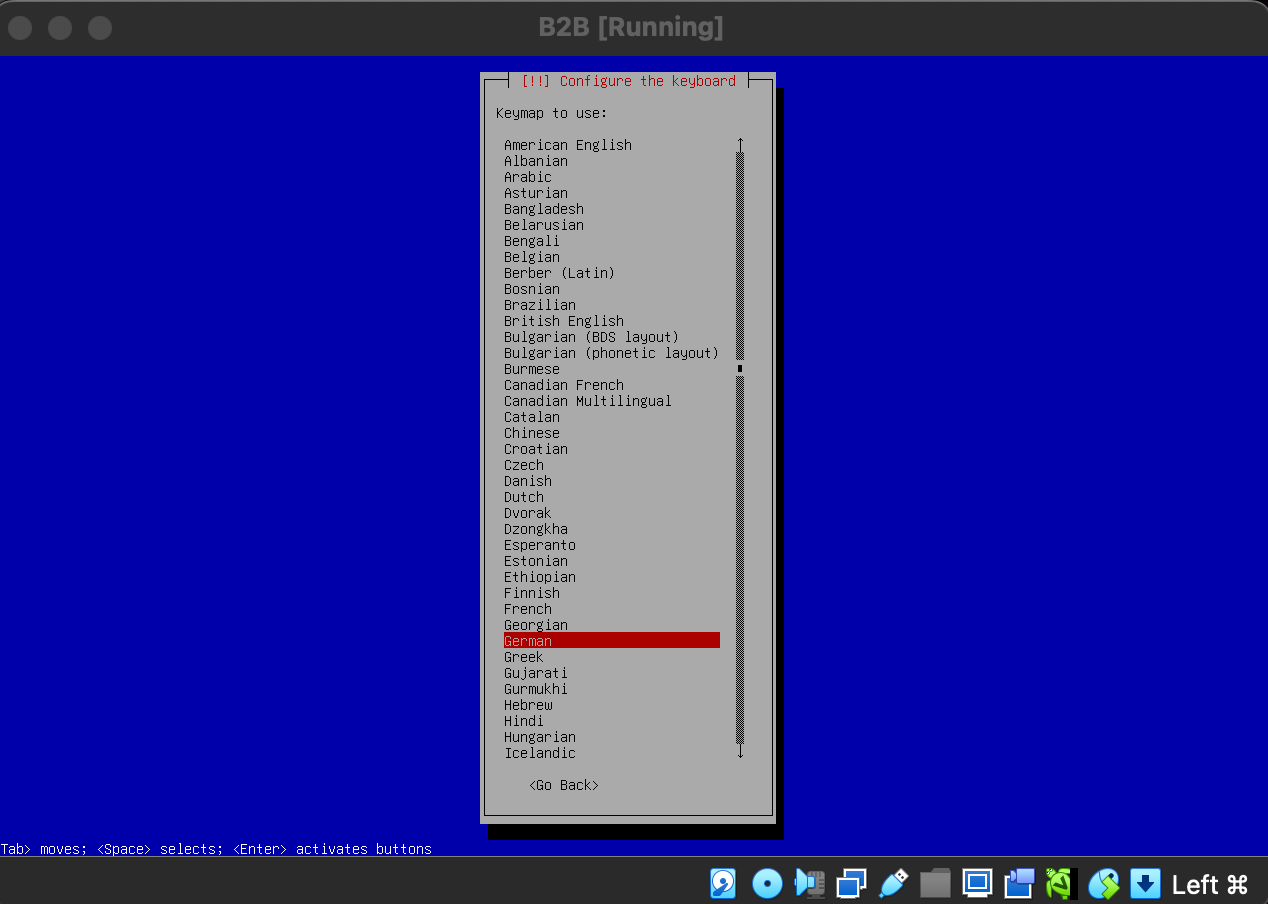 B2B [Running]
[!!] Configure the keyboard
Keymap to use:
American English
Albanian
Arabic
Asturian
Bangladesh
Belarusian
Bengali
Belgian
Berber (Latin)
Bosnian
Brazilian
British English
Bulgarian (BDS layout)
Bulgarian (phonetic layout)
Burmese
Canadian French
Canadian Multilingual
Catalan
Chinese
Croatian
Czech
Danish
Dutch
Dvorak
Dzongkha
Esperanto
Estonian
Ethiopian
Finnish
French
Georgian
German
Greek
Gujarati
Gurmukhi
Hebrew
Hindi
Hungarian
Icelandic
<Go Back>
Tab> moves; <Space> selects; <Enter> activates buttons
Left ⌘